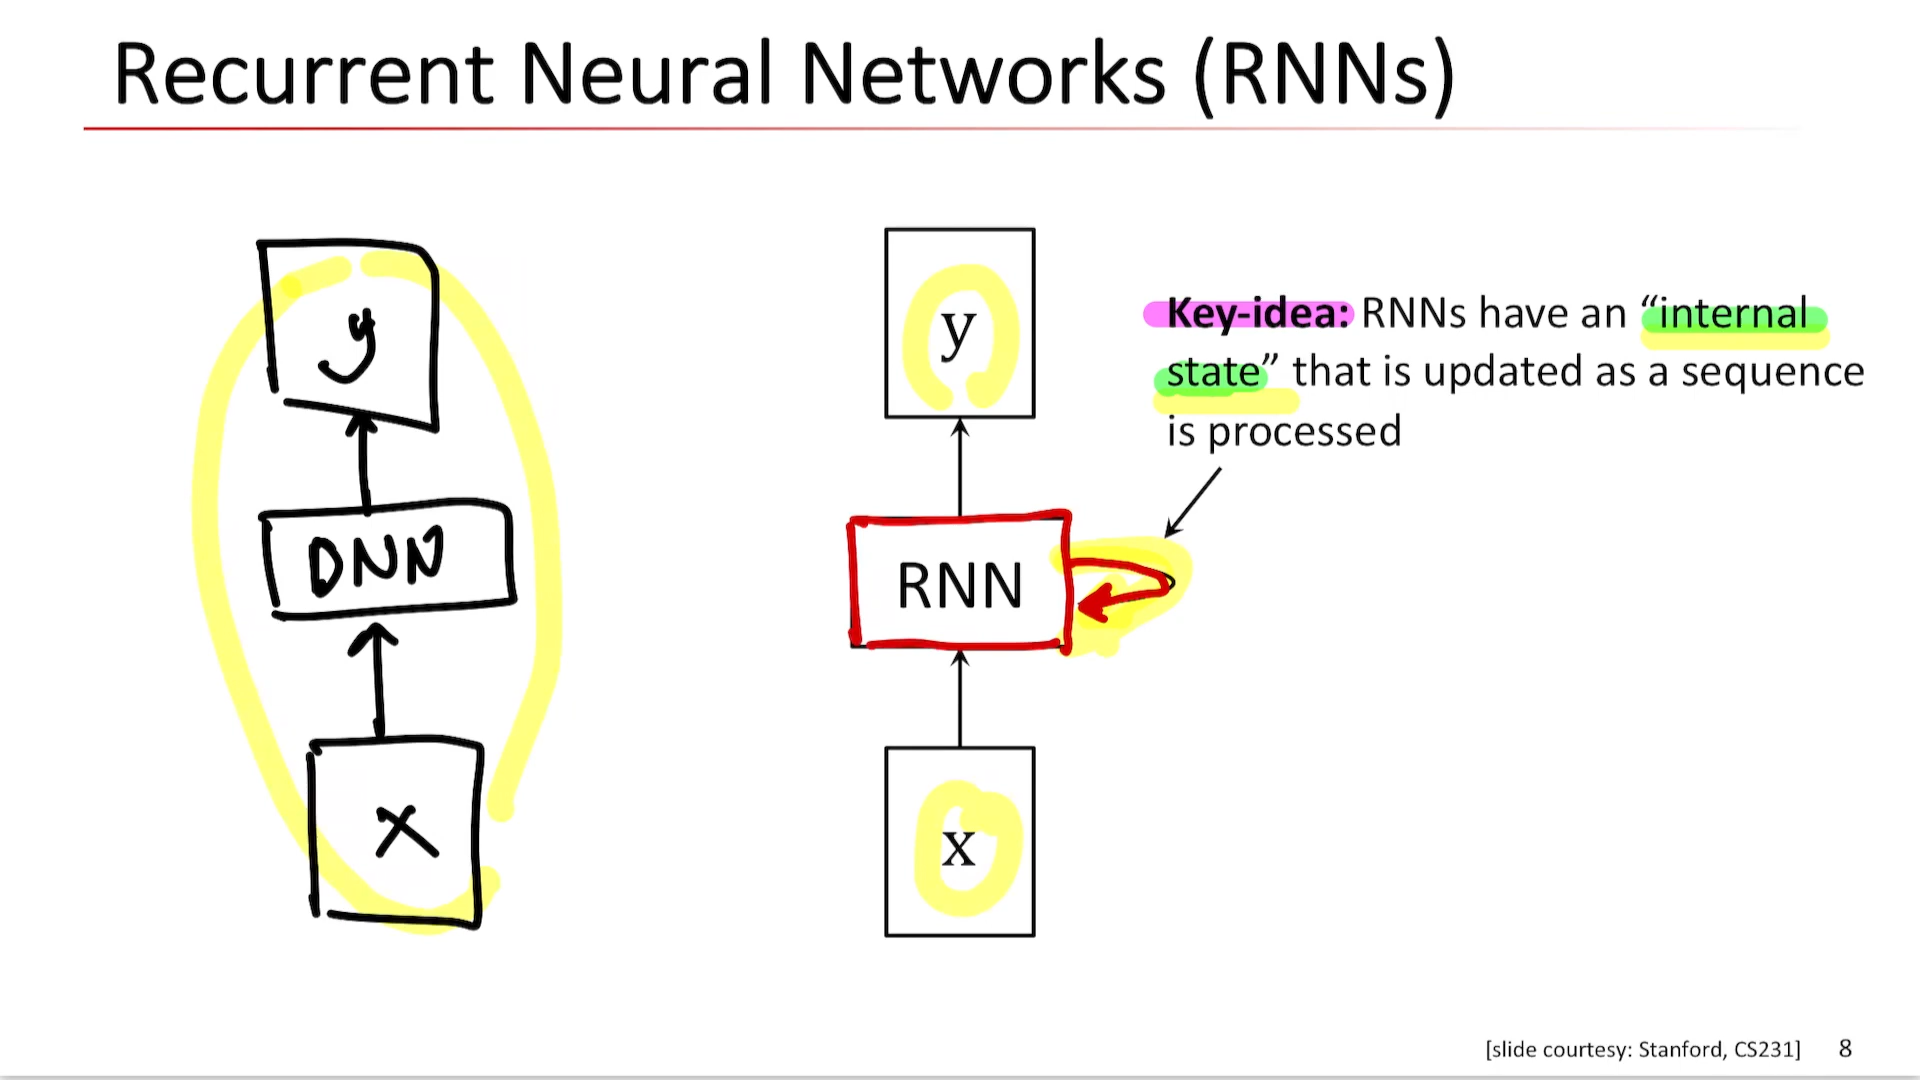 Recurrent Neural Networks (RNNs)
y
DNN
x
y
RNN
x
Key-idea: RNNs have an “internal
state” that is updated as a sequence
is processed
[slide courtesy: Stanford, CS231]
8